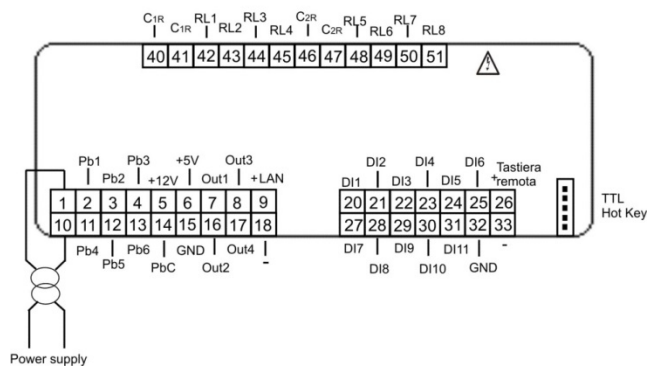 C1R RL1 RL3 C2R RL5 RL7
C1R RL2 RL4 C2R RL6 RL8
40 41 42 43 44 45 46 47 48 49 50 51
Pb1 Pb3 +5V Out3
Pb2 +12V Out1 +LAN
1 2 3 4 5 6 7 8 9
10 11 12 13 14 15 16 17 18
Pb4 Pb6 GND Out4 -
Pb5 PbC Out2
DI2 DI4 DI6 Tastiera
DI1 DI3 DI5 + remota
20 21 22 23 24 25 26
27 28 29 30 31 32 33
DI7 DI9 DI11 -
DI8 DI10 GND
TTL
Hot Key
Power supply